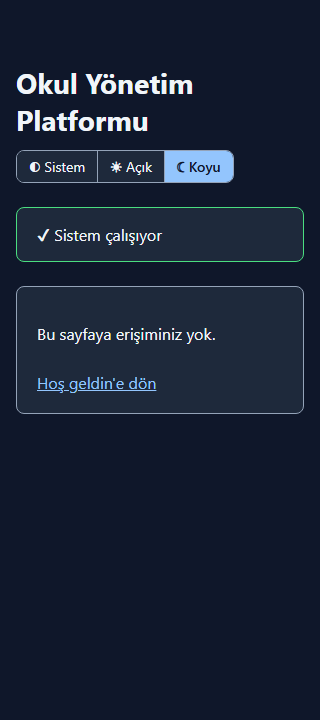 Okul Yönetim
Platformu
Sistem
Açık
Koyu
✓ Sistem çalışıyor
Bu sayfaya erişiminiz yok.
Hoş geldin'e dön